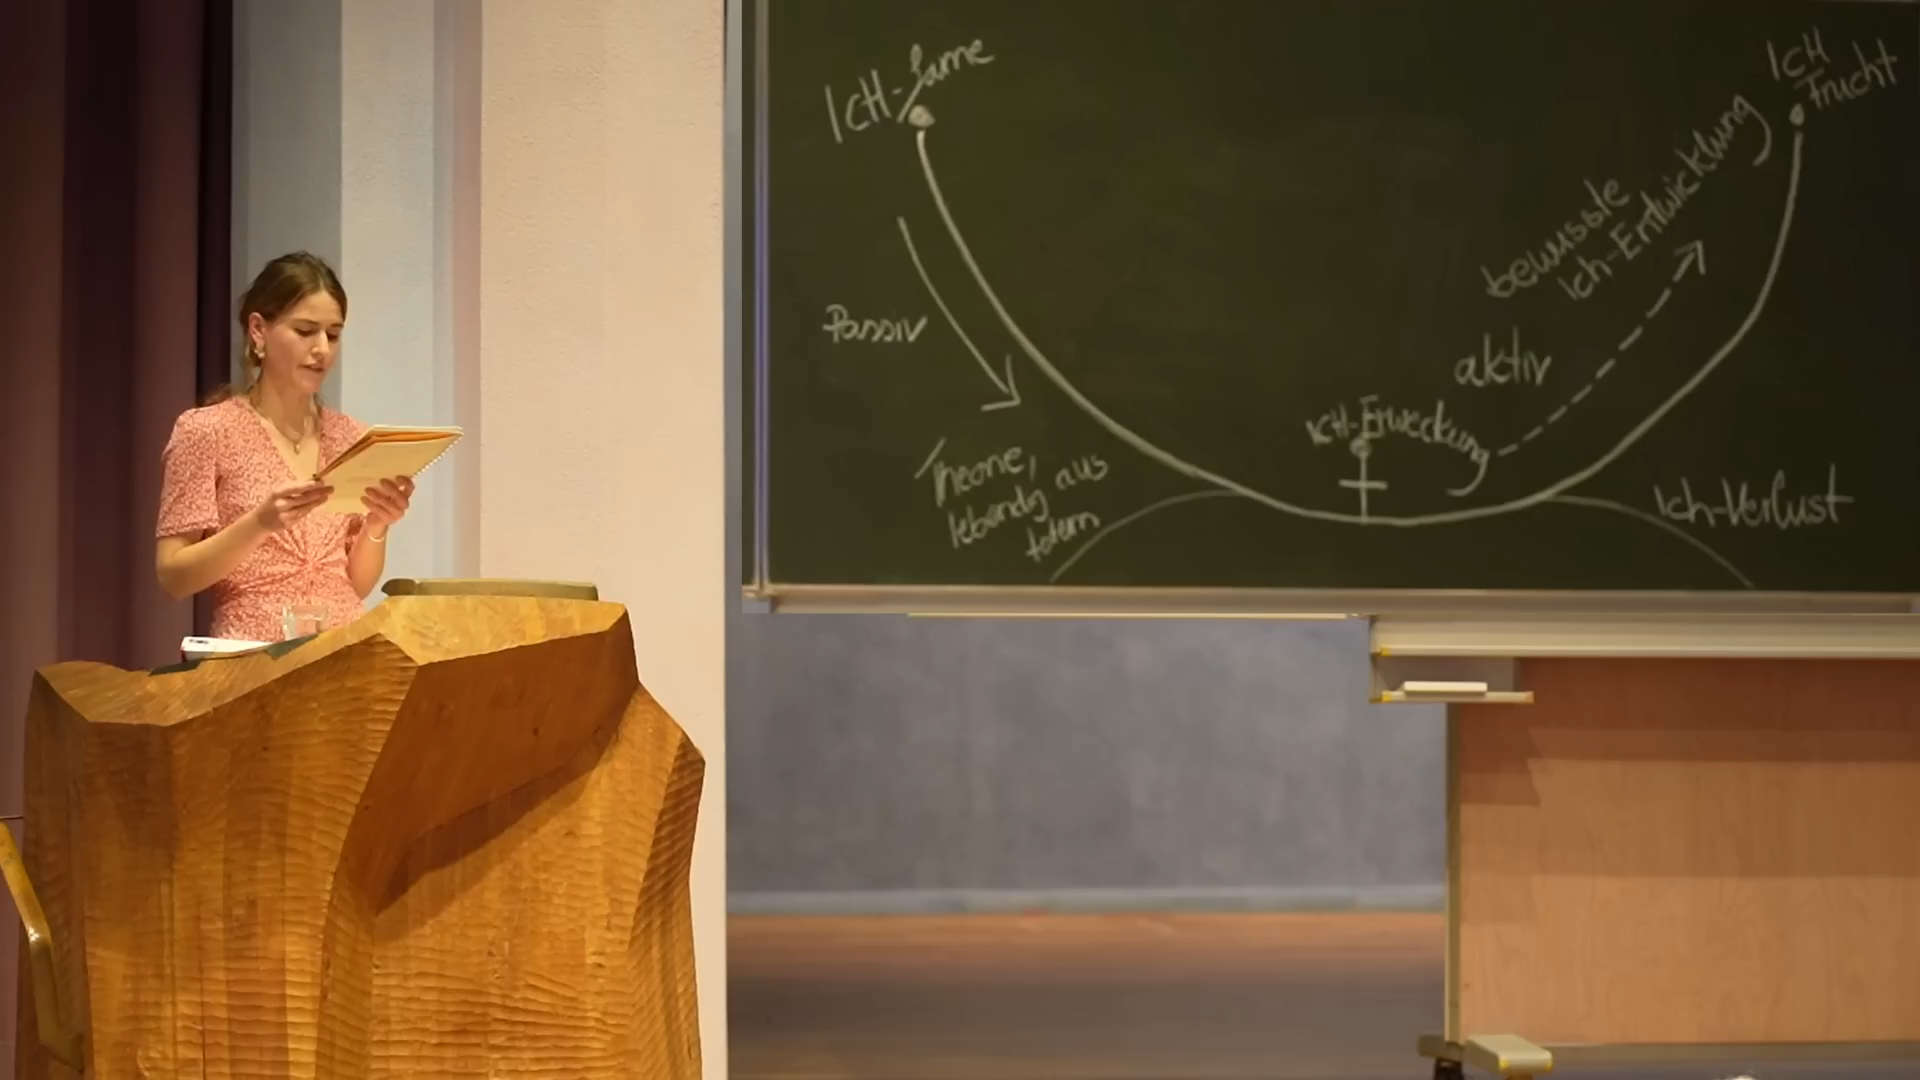 ICH-Same
Passiv
Theorie,
lebendig aus
totem
ICH-Erweckung
aktiv
bewusste
Ich-Entwicklung
ICH
Frucht
Ich-Verlust